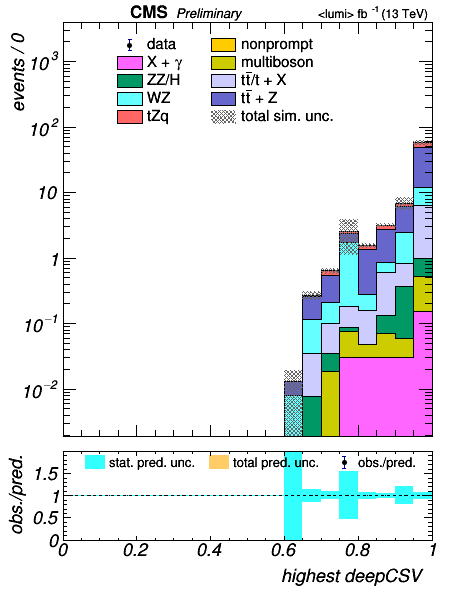 CMS Preliminary <lumi> fb⁻¹ (13 TeV)
events / 0
10³
10²
10
1
10⁻¹
10⁻²
data
nonprompt
X + γ
multiboson
ZZ/H
tt̅/t + X
WZ
tt̅ + Z
tZq
total sim. unc.
obs./pred.
1.5
1
0.5
0
stat. pred. unc. total pred. unc. obs./pred.
0 0.2 0.4 0.6 0.8 1
highest deepCSV